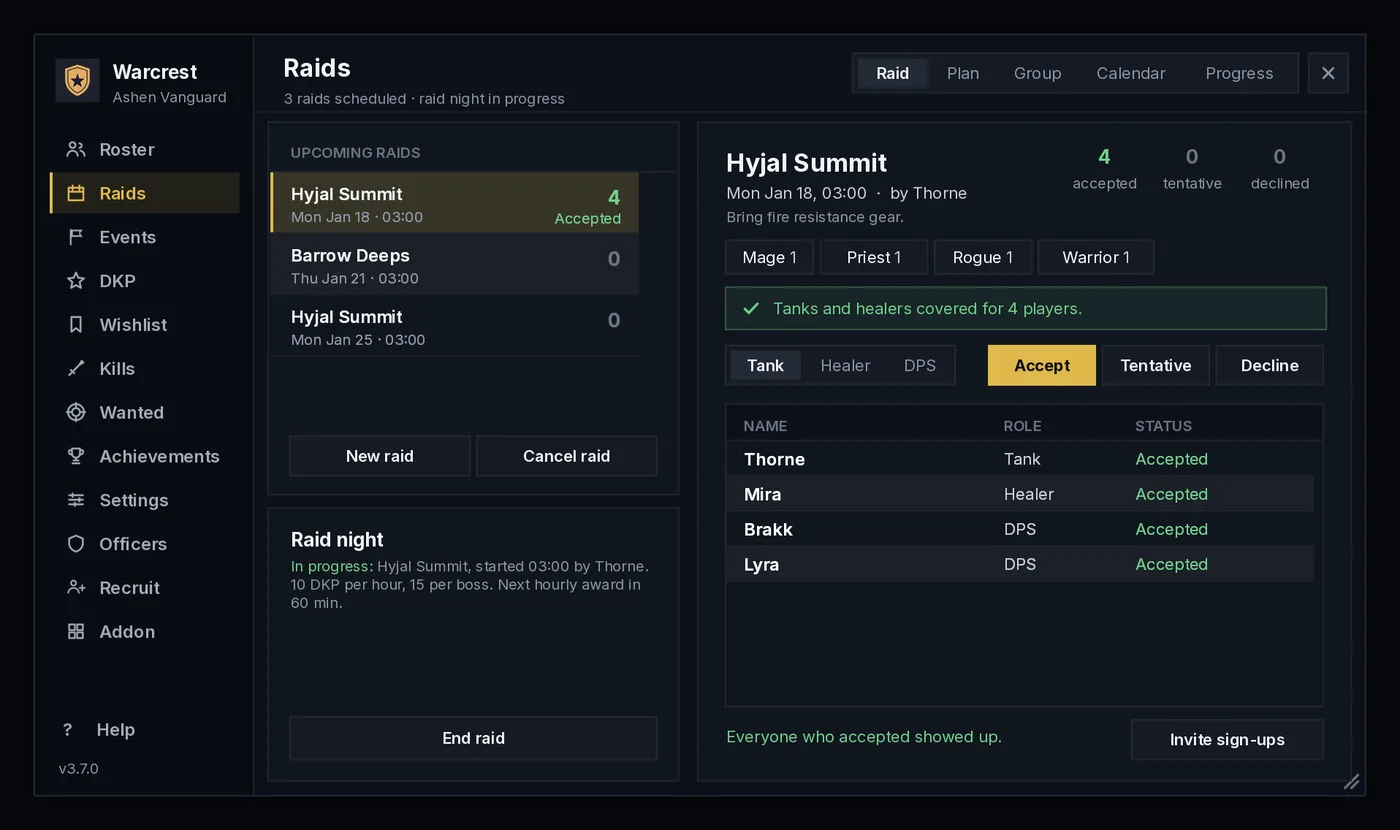 Warcrest
Ashen Vanguard
Roster
Raids
Events
DKP
Wishlist
Kills
Wanted
Achievements
Settings
Officers
Recruit
Addon
? Help
v3.7.0
Raids
3 raids scheduled · raid night in progress
Raid Plan Group Calendar Progress
UPCOMING RAIDS
Hyjal Summit 4
Mon Jan 18 · 03:00 Accepted
Barrow Deeps 0
Thu Jan 21 · 03:00
Hyjal Summit 0
Mon Jan 25 · 03:00
New raid Cancel raid
Raid night
In progress: Hyjal Summit, started 03:00 by Thorne.
10 DKP per hour, 15 per boss. Next hourly award in
60 min.
End raid
Hyjal Summit
Mon Jan 18, 03:00 · by Thorne
Bring fire resistance gear.
4 0 0
accepted tentative declined
Mage 1 Priest 1 Rogue 1 Warrior 1
Tanks and healers covered for 4 players.
Tank Healer DPS Accept Tentative Decline
NAME ROLE STATUS
Thorne Tank Accepted
Mira Healer Accepted
Brakk DPS Accepted
Lyra DPS Accepted
Everyone who accepted showed up.
Invite sign-ups